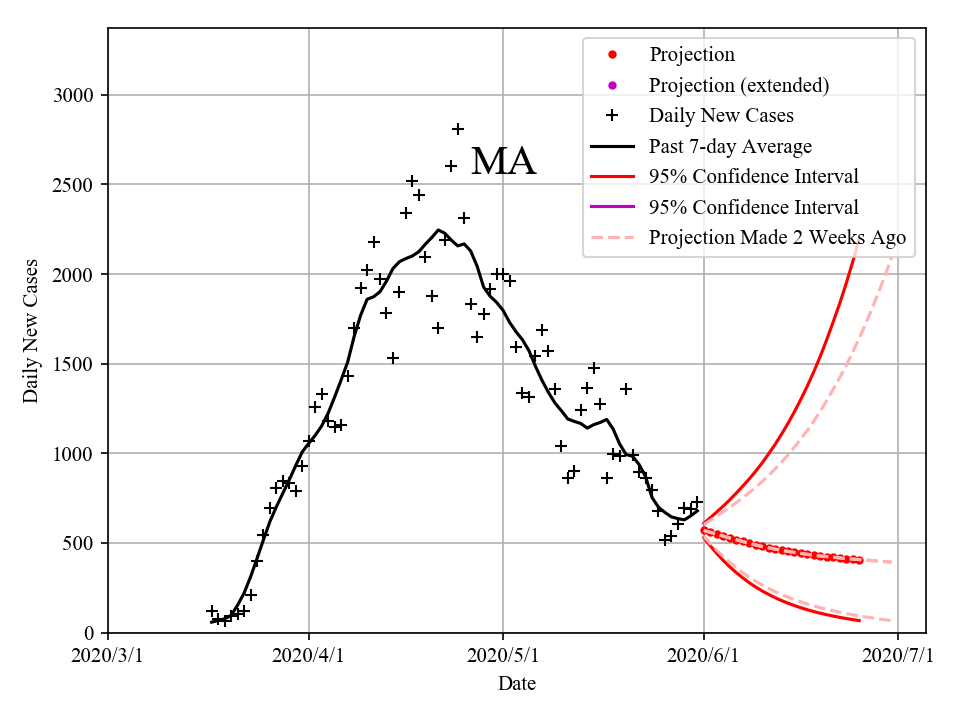 Projection
Projection (extended)
Daily New Cases
Past 7-day Average
95% Confidence Interval
95% Confidence Interval
Projection Made 2 Weeks Ago
MA
3000
2500
2000
1500
1000
500
0
Daily New Cases
2020/3/1 2020/4/1 2020/5/1 2020/6/1 2020/7/1
Date